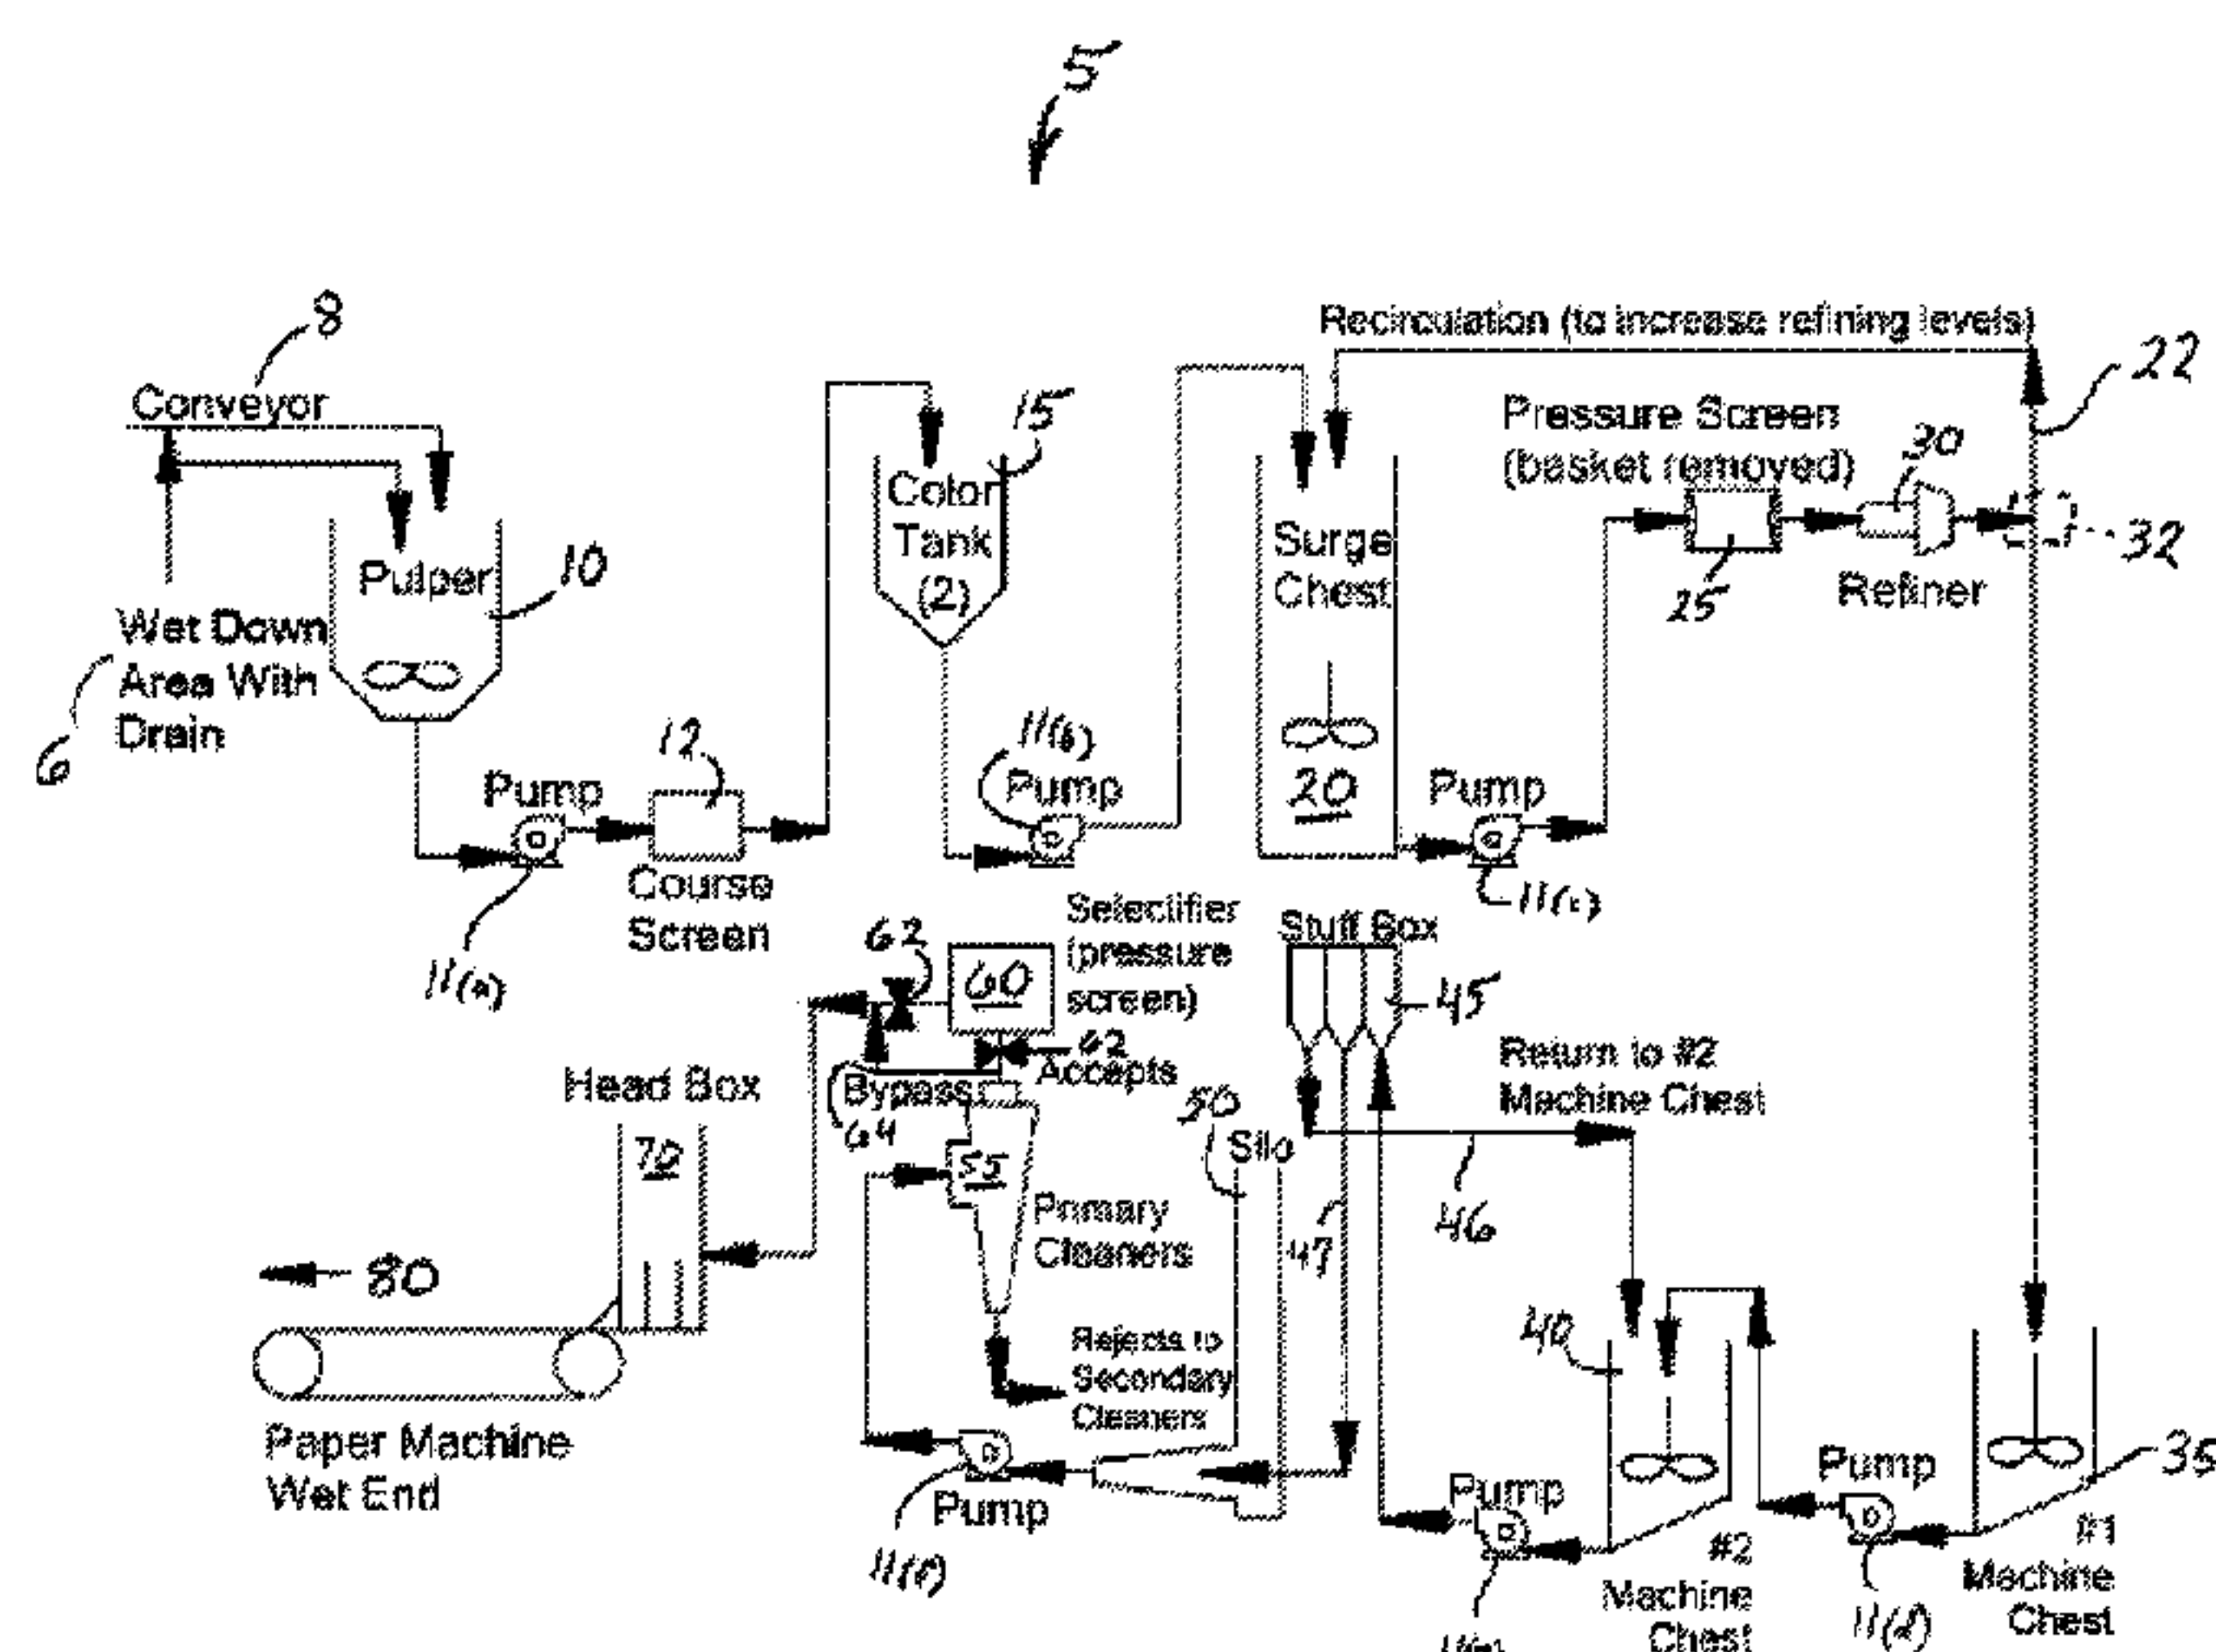 5
8
Conveyor
Recirculation (to increase refining levels)
22
15
Pressure Screen
(basket removed)
30
Color
Tank
(2)
Surge
Chest
Pulper
10
32
25
Refiner
Wet Down
Area With
Drain
6
12
11(b)
Pump
Pump
20
Pump
Course
Screen
11(a)
11(c)
62
60
Selectifier
(pressure
screen)
Stuff Box
45
62
Accepts
Bypass
64
Return to #2
Machine Chest
Head Box
70
50
Silo
55
Primary
Cleaners
47
46
80
40
Rejects to
Secondary
Cleaners
Paper Machine
Wet End
Pump
Pump
Pump
35
#2
Machine
Chest
#1
Machine
Chest
11(d)